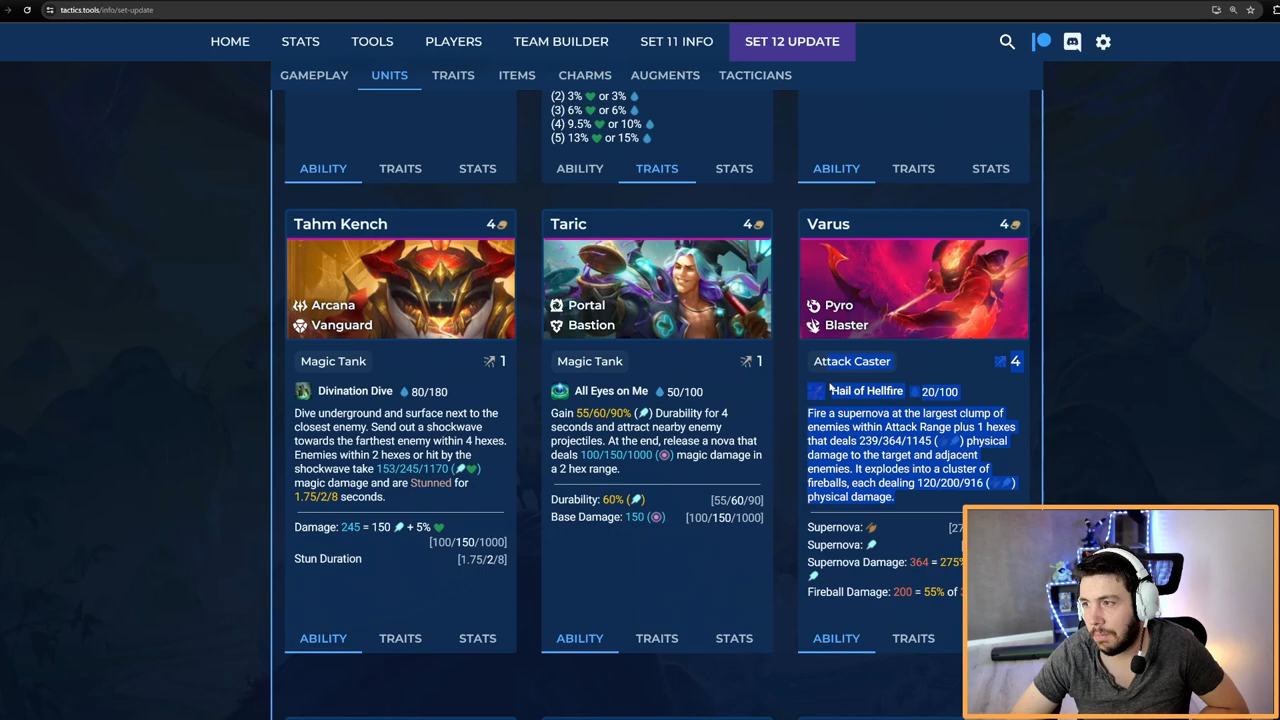 tactics.tools/info/set-update
HOME STATS TOOLS PLAYERS TEAM BUILDER SET 11 INFO SET 12 UPDATE
GAMEPLAY UNITS TRAITS ITEMS CHARMS AUGMENTS TACTICIANS
(2) 3% or 3%
(3) 6% or 6%
(4) 9.5% or 10%
(5) 13% or 15%
ABILITY TRAITS STATS
ABILITY TRAITS STATS
ABILITY TRAITS STATS
Tahm Kench 4
Arcana
Vanguard
Magic Tank 1
Divination Dive 80/180
Dive underground and surface next to the
closest enemy. Send out a shockwave
towards the farthest enemy within 4 hexes.
Enemies within 2 hexes or hit by the
shockwave take 153/245/1170 ( )
magic damage and are Stunned for
1.75/2/8 seconds.
Damage: 245 = 150 + 5%
[100/150/1000]
Stun Duration [1.75/2/8]
ABILITY TRAITS STATS
Taric 4
Portal
Bastion
Magic Tank 1
All Eyes on Me 50/100
Gain 55/60/90% ( ) Durability for 4
seconds and attract nearby enemy
projectiles. At the end, release a nova that
deals 100/150/1000 ( ) magic damage in
a 2 hex range.
Durability: 60% ( ) [55/60/90]
Base Damage: 150 ( ) [100/150/1000]
ABILITY TRAITS STATS
Varus 4
Pyro
Blaster
Attack Caster 4
Hail of Hellfire 20/100
Fire a supernova at the largest clump of
enemies within Attack Range plus 1 hexes
that deals 239/364/1145 ( ) physical
damage to the target and adjacent
enemies. It explodes into a cluster of
fireballs, each dealing 120/200/916 ( )
physical damage.
Supernova: [27
Supernova:
Supernova Damage: 364 = 275%
Fireball Damage: 200 = 55% of
ABILITY TRAITS